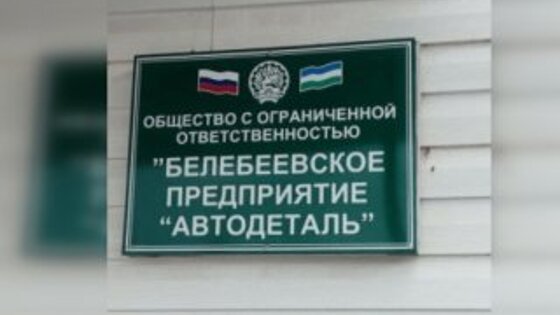 ОБЩЕСТВО С ОГРАНИЧЕННОЙ
ОТВЕТСТВЕННОСТЬЮ
"БЕЛЕБЕЕВСКОЕ
ПРЕДПРИЯТИЕ
“АВТОДЕТАЛЬ”